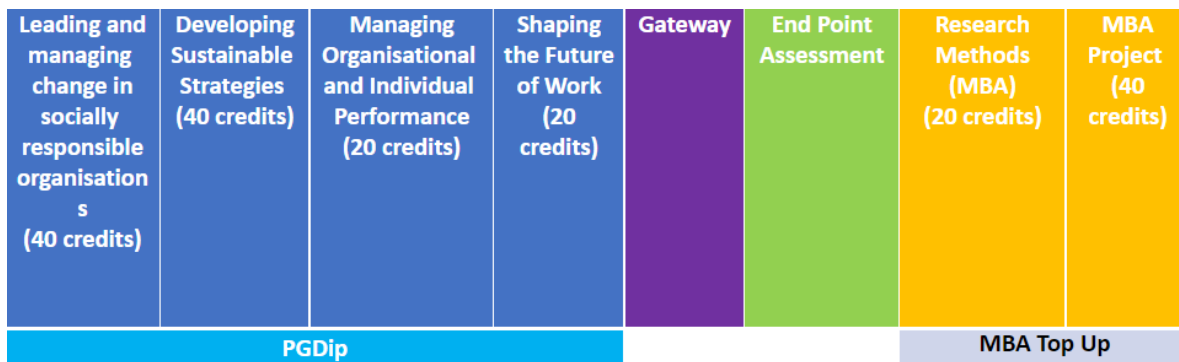 Leading and
managing
change in
socially
responsible
organisation
s
(40 credits)
Developing
Sustainable
Strategies
(40 credits)
Managing
Organisational
and Individual
Performance
(20 credits)
Shaping
the Future
of Work
(20
credits)
Gateway
End Point
Assessment
Research
Methods
(MBA)
(20 credits)
MBA
Project
(40
credits)
PGDip
MBA Top Up